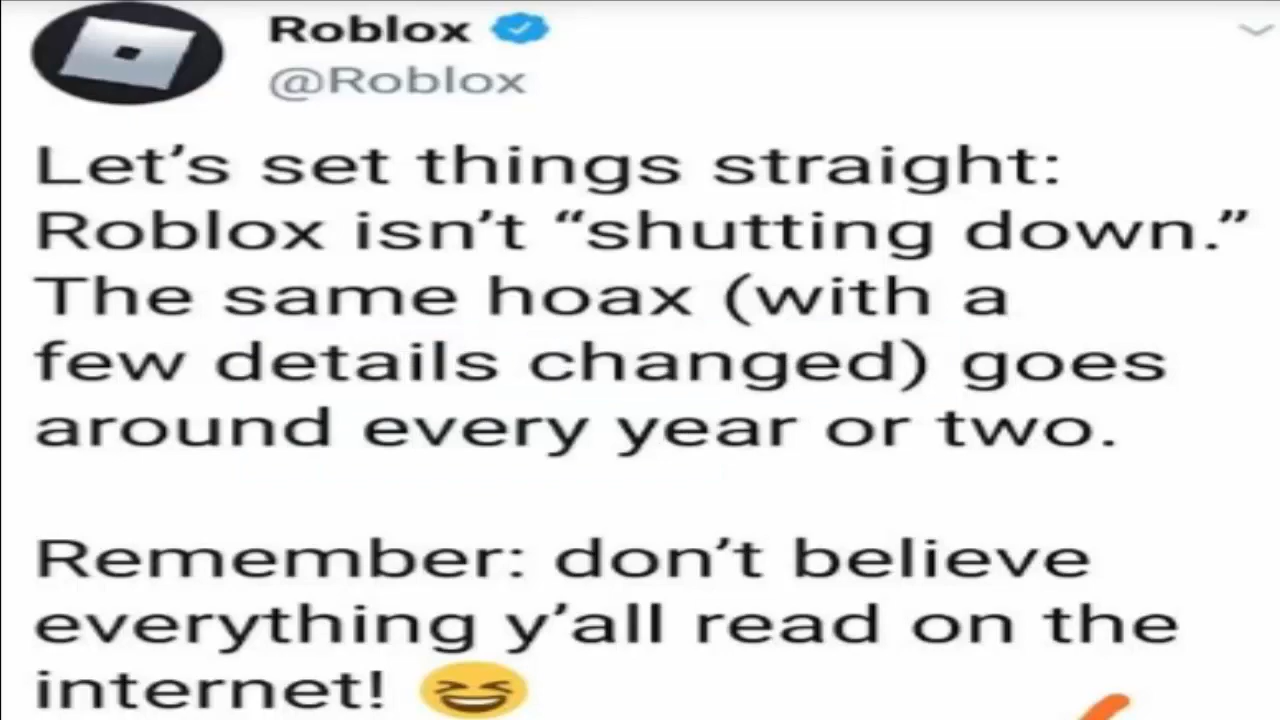 Roblox
@Roblox
Let’s set things straight:
Roblox isn’t “shutting down.”
The same hoax (with a
few details changed) goes
around every year or two.
Remember: don’t believe
everything y’all read on the
internet! 😆